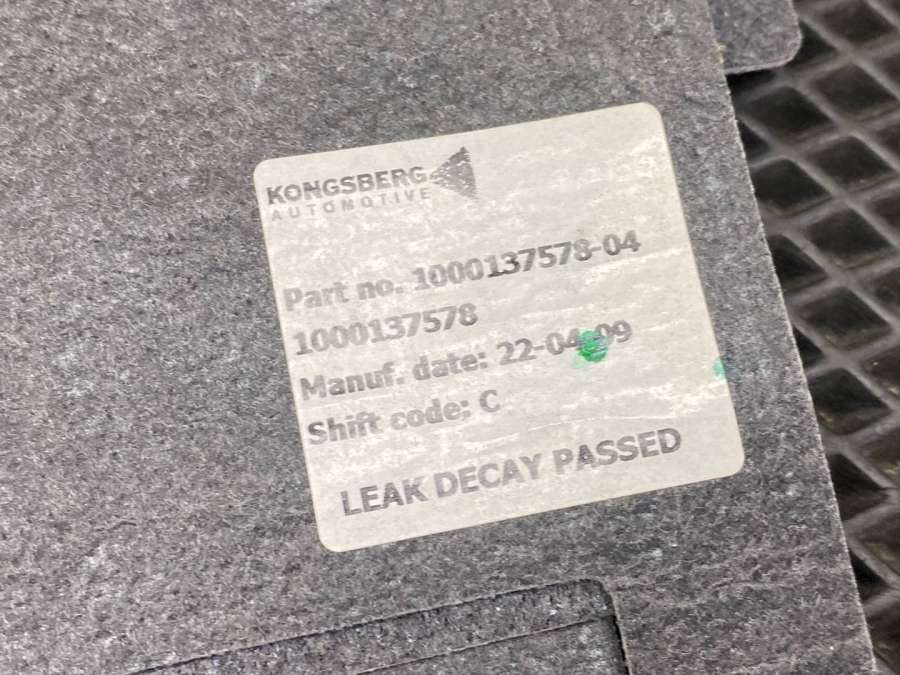 KONGSBERG
AUTOMOTIVE
Part no. 1000137578-04
1000137578
Manuf. date: 22-04-09
Shift code: C
LEAK DECAY PASSED